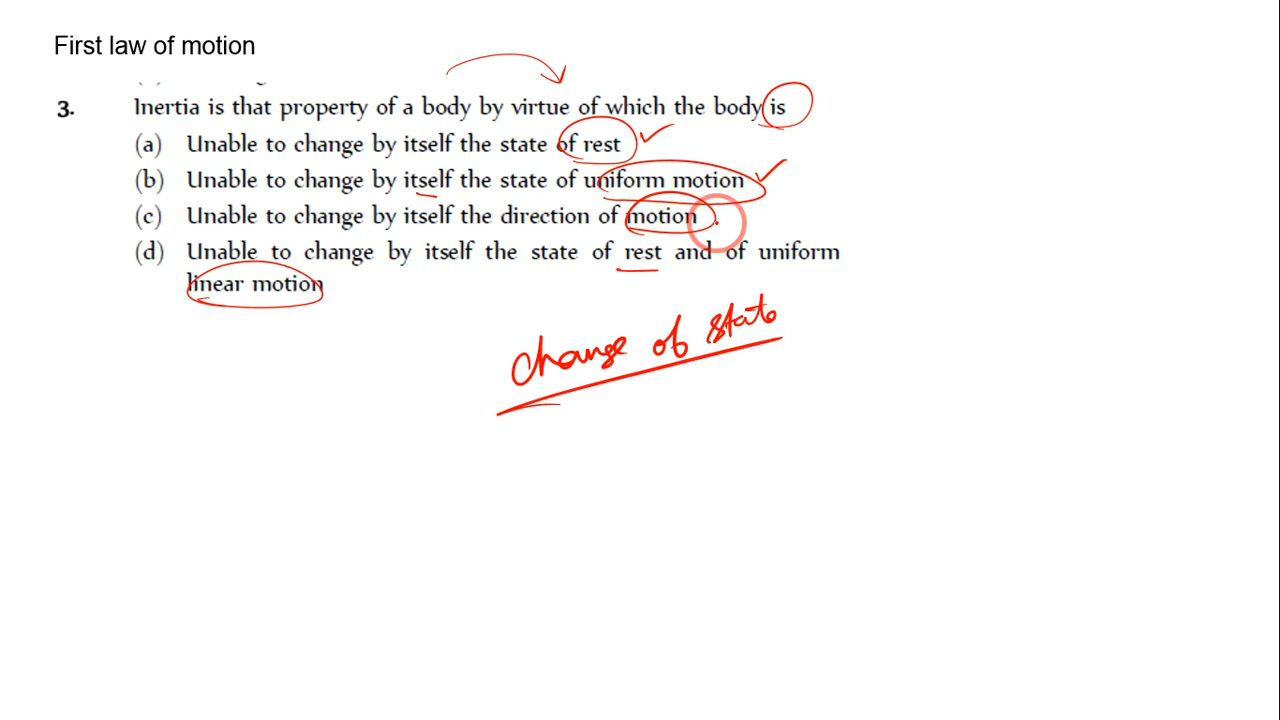 First law of motion
3. Inertia is that property of a body by virtue of which the body is
(a) Unable to change by itself the state of rest
(b) Unable to change by itself the state of uniform motion
(c) Unable to change by itself the direction of motion
(d) Unable to change by itself the state of rest and of uniform
linear motion
change of state